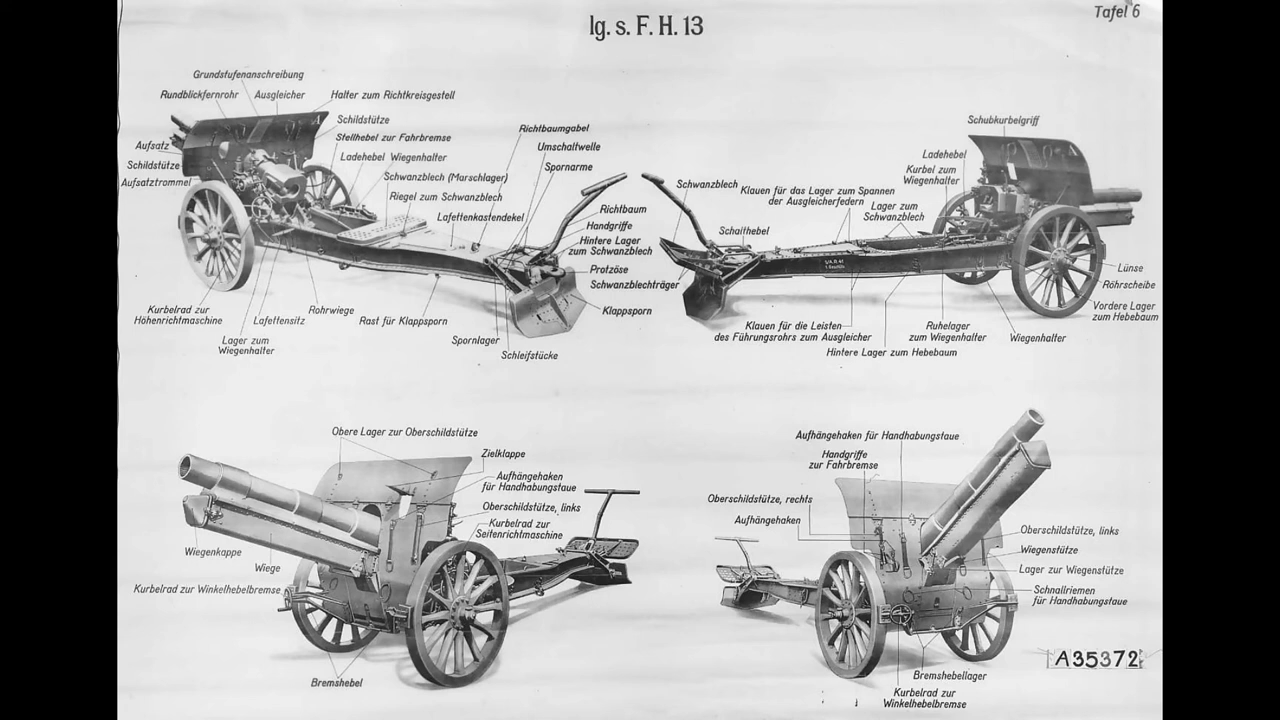 lg. s. F. H. 13
Tafel 6
Grundstufenanschreibung
Rundblickfernrohr
Ausgleicher
Halter zum Richtkreisgestell
Schildstütze
Stellhebel zur Fahrbremse
Aufsatz
Ladehebel
Wiegenhalter
Schildstütze
Schwanzblech (Marschlager)
Aufsatztrommel
Riegel zum Schwanzblech
Lafettenkastendekel
Richtbaumgabel
Umschaltwelle
Spornarme
Richtbaum
Handgriffe
Hintere Lager
zum Schwanzblech
Protzöse
Schwanzblechträger
Klappsporn
Kurbelrad zur
Höhenrichtmaschine
Lager zum
Wiegenhalter
Lafettensitz
Rohrwiege
Rast für Klappsporn
Spornlager
Schleifstücke
Schubkurbelgriff
Ladehebel
Kurbel zum
Wiegenhalter
Schwanzblech
Klauen für das Lager zum Spannen
der Ausgleicherfedern
Lager zum
Schwanzblech
Schalthebel
Lünse
Röhrscheibe
Vordere Lager
zum Hebebaum
Klauen für die Leisten
des Führungsrohrs zum Ausgleicher
Ruhelager
zum Wiegenhalter
Wiegenhalter
Hintere Lager zum Hebebaum
Obere Lager zur Oberschildstütze
Zielklappe
Aufhängehaken
für Handhabungstaue
Oberschildstütze, links
Kurbelrad zur
Seitenrichtmaschine
Wiegenkappe
Wiege
Kurbelrad zur Winkelhebelbremse
Bremshebel
Aufhängehaken für Handhabungstaue
Handgriffe
zur Fahrbremse
Oberschildstütze, rechts
Aufhängehaken
Oberschildstütze, links
Wiegenstütze
Lager zur Wiegenstütze
Schnallriemen
für Handhabungstaue
Bremshebellager
Kurbelrad zur
Winkelhebelbremse
A35372